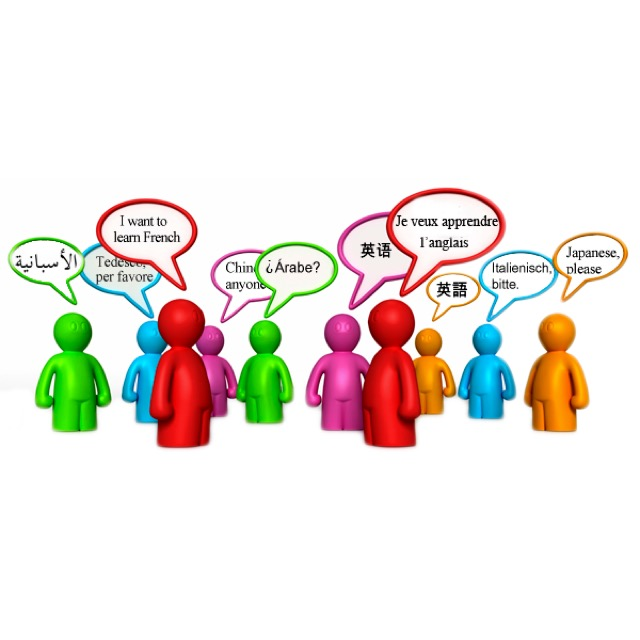 الأسبانية
Tedesco,
per favore
I want to
learn French
anyone
¿Árabe?
英语
Je veux apprendre
l'anglais
英語
Italienisch,
bitte.
Japanese,
please